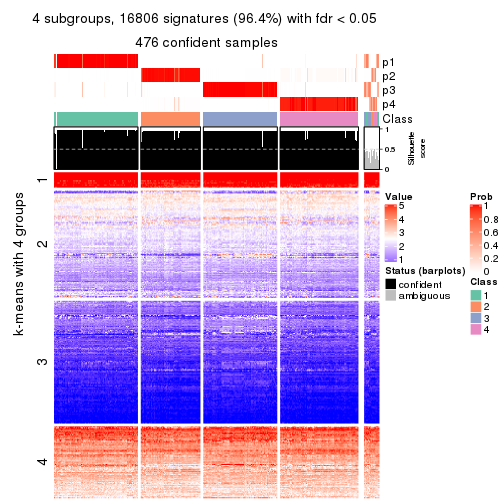 4 subgroups, 16806 signatures (96.4%) with fdr < 0.05
476 confident samples
p1
p2
p3
p4
Class
1
0.5
0
Silhouette
score
k-means with 4 groups
1
2
3
4
Value
5
4
3
2
1
Status (barplots)
confident
ambiguous
Prob
1
0.8
0.6
0.4
0.2
0
Class
1
2
3
4